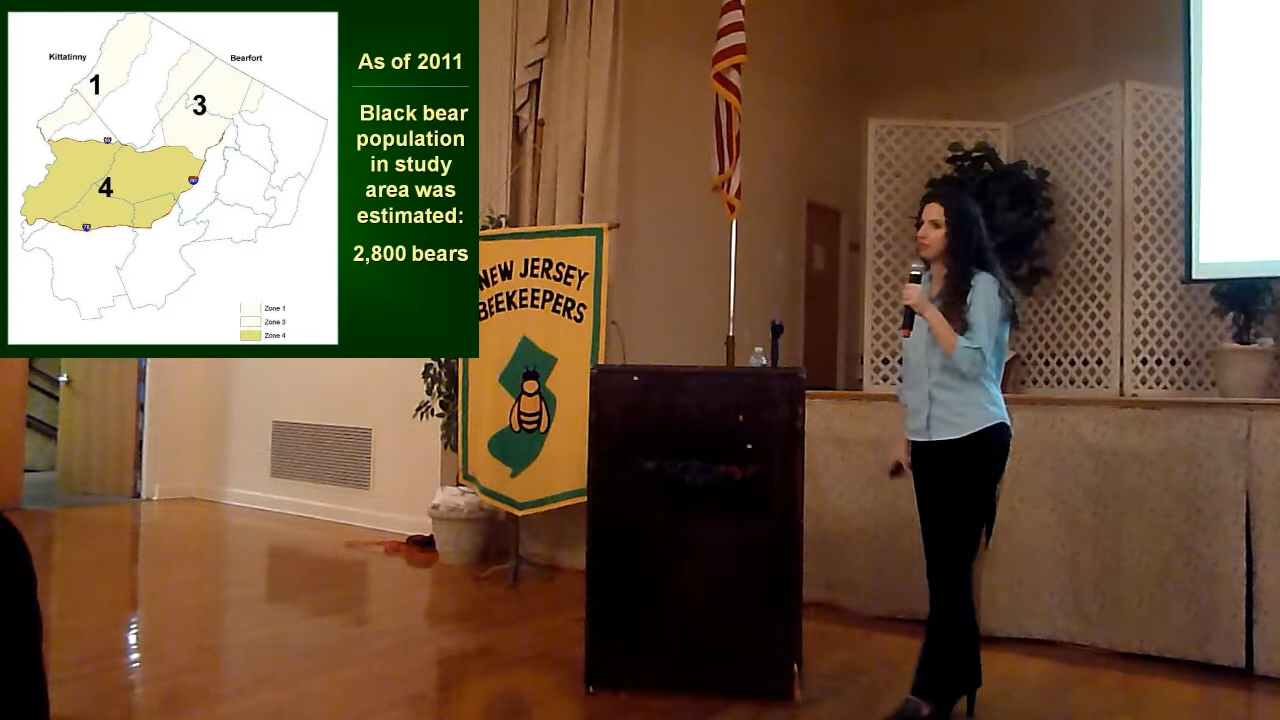 Kittatinny
Bearfort
1
3
4
Zone 1
Zone 3
Zone 4
As of 2011
Black bear
population
in study
area was
estimated:
2,800 bears
NEW JERSEY
BEEKEEPERS